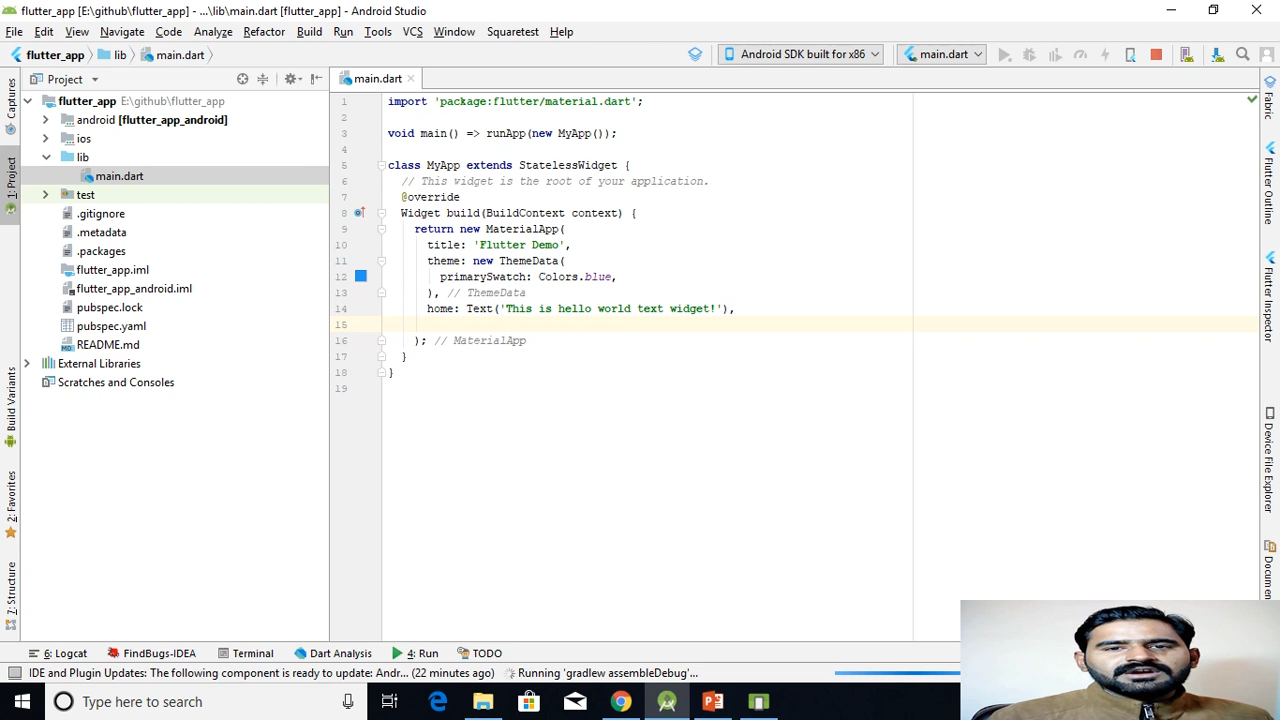 flutter_app [E:\github\flutter_app] - ...\lib\main.dart [flutter_app] - Android Studio
File Edit View Navigate Code Analyze Refactor Build Run Tools VCS Window Squaretest Help
flutter_app lib main.dart Android SDK built for x86 main.dart
Project main.dart
Captures
1: Project
Build Variants
2: Favorites
7: Structure
flutter_app E:\github\flutter_app
android [flutter_app_android]
ios
lib
main.dart
test
.gitignore
.metadata
.packages
flutter_app.iml
flutter_app_android.iml
pubspec.lock
pubspec.yaml
README.md
External Libraries
Scratches and Consoles
1 import 'package:flutter/material.dart';
2
3 void main() => runApp(new MyApp());
4
5 class MyApp extends StatelessWidget {
6 // This widget is the root of your application.
7 @override
8 Widget build(BuildContext context) {
9 return new MaterialApp(
10 title: 'Flutter Demo',
11 theme: new ThemeData(
12 primarySwatch: Colors.blue,
13 ), // ThemeData
14 home: Text('This is hello world text widget!'),
15
16 ); // MaterialApp
17 }
18 }
19
Fabric
Flutter Outline
Flutter Inspector
Device File Explorer
Documen
6: Logcat FindBugs-IDEA Terminal Dart Analysis 4: Run TODO
IDE and Plugin Updates: The following component is ready to update: Andr... (22 minutes ago) Running 'gradlew assembleDebug'...
Type here to search